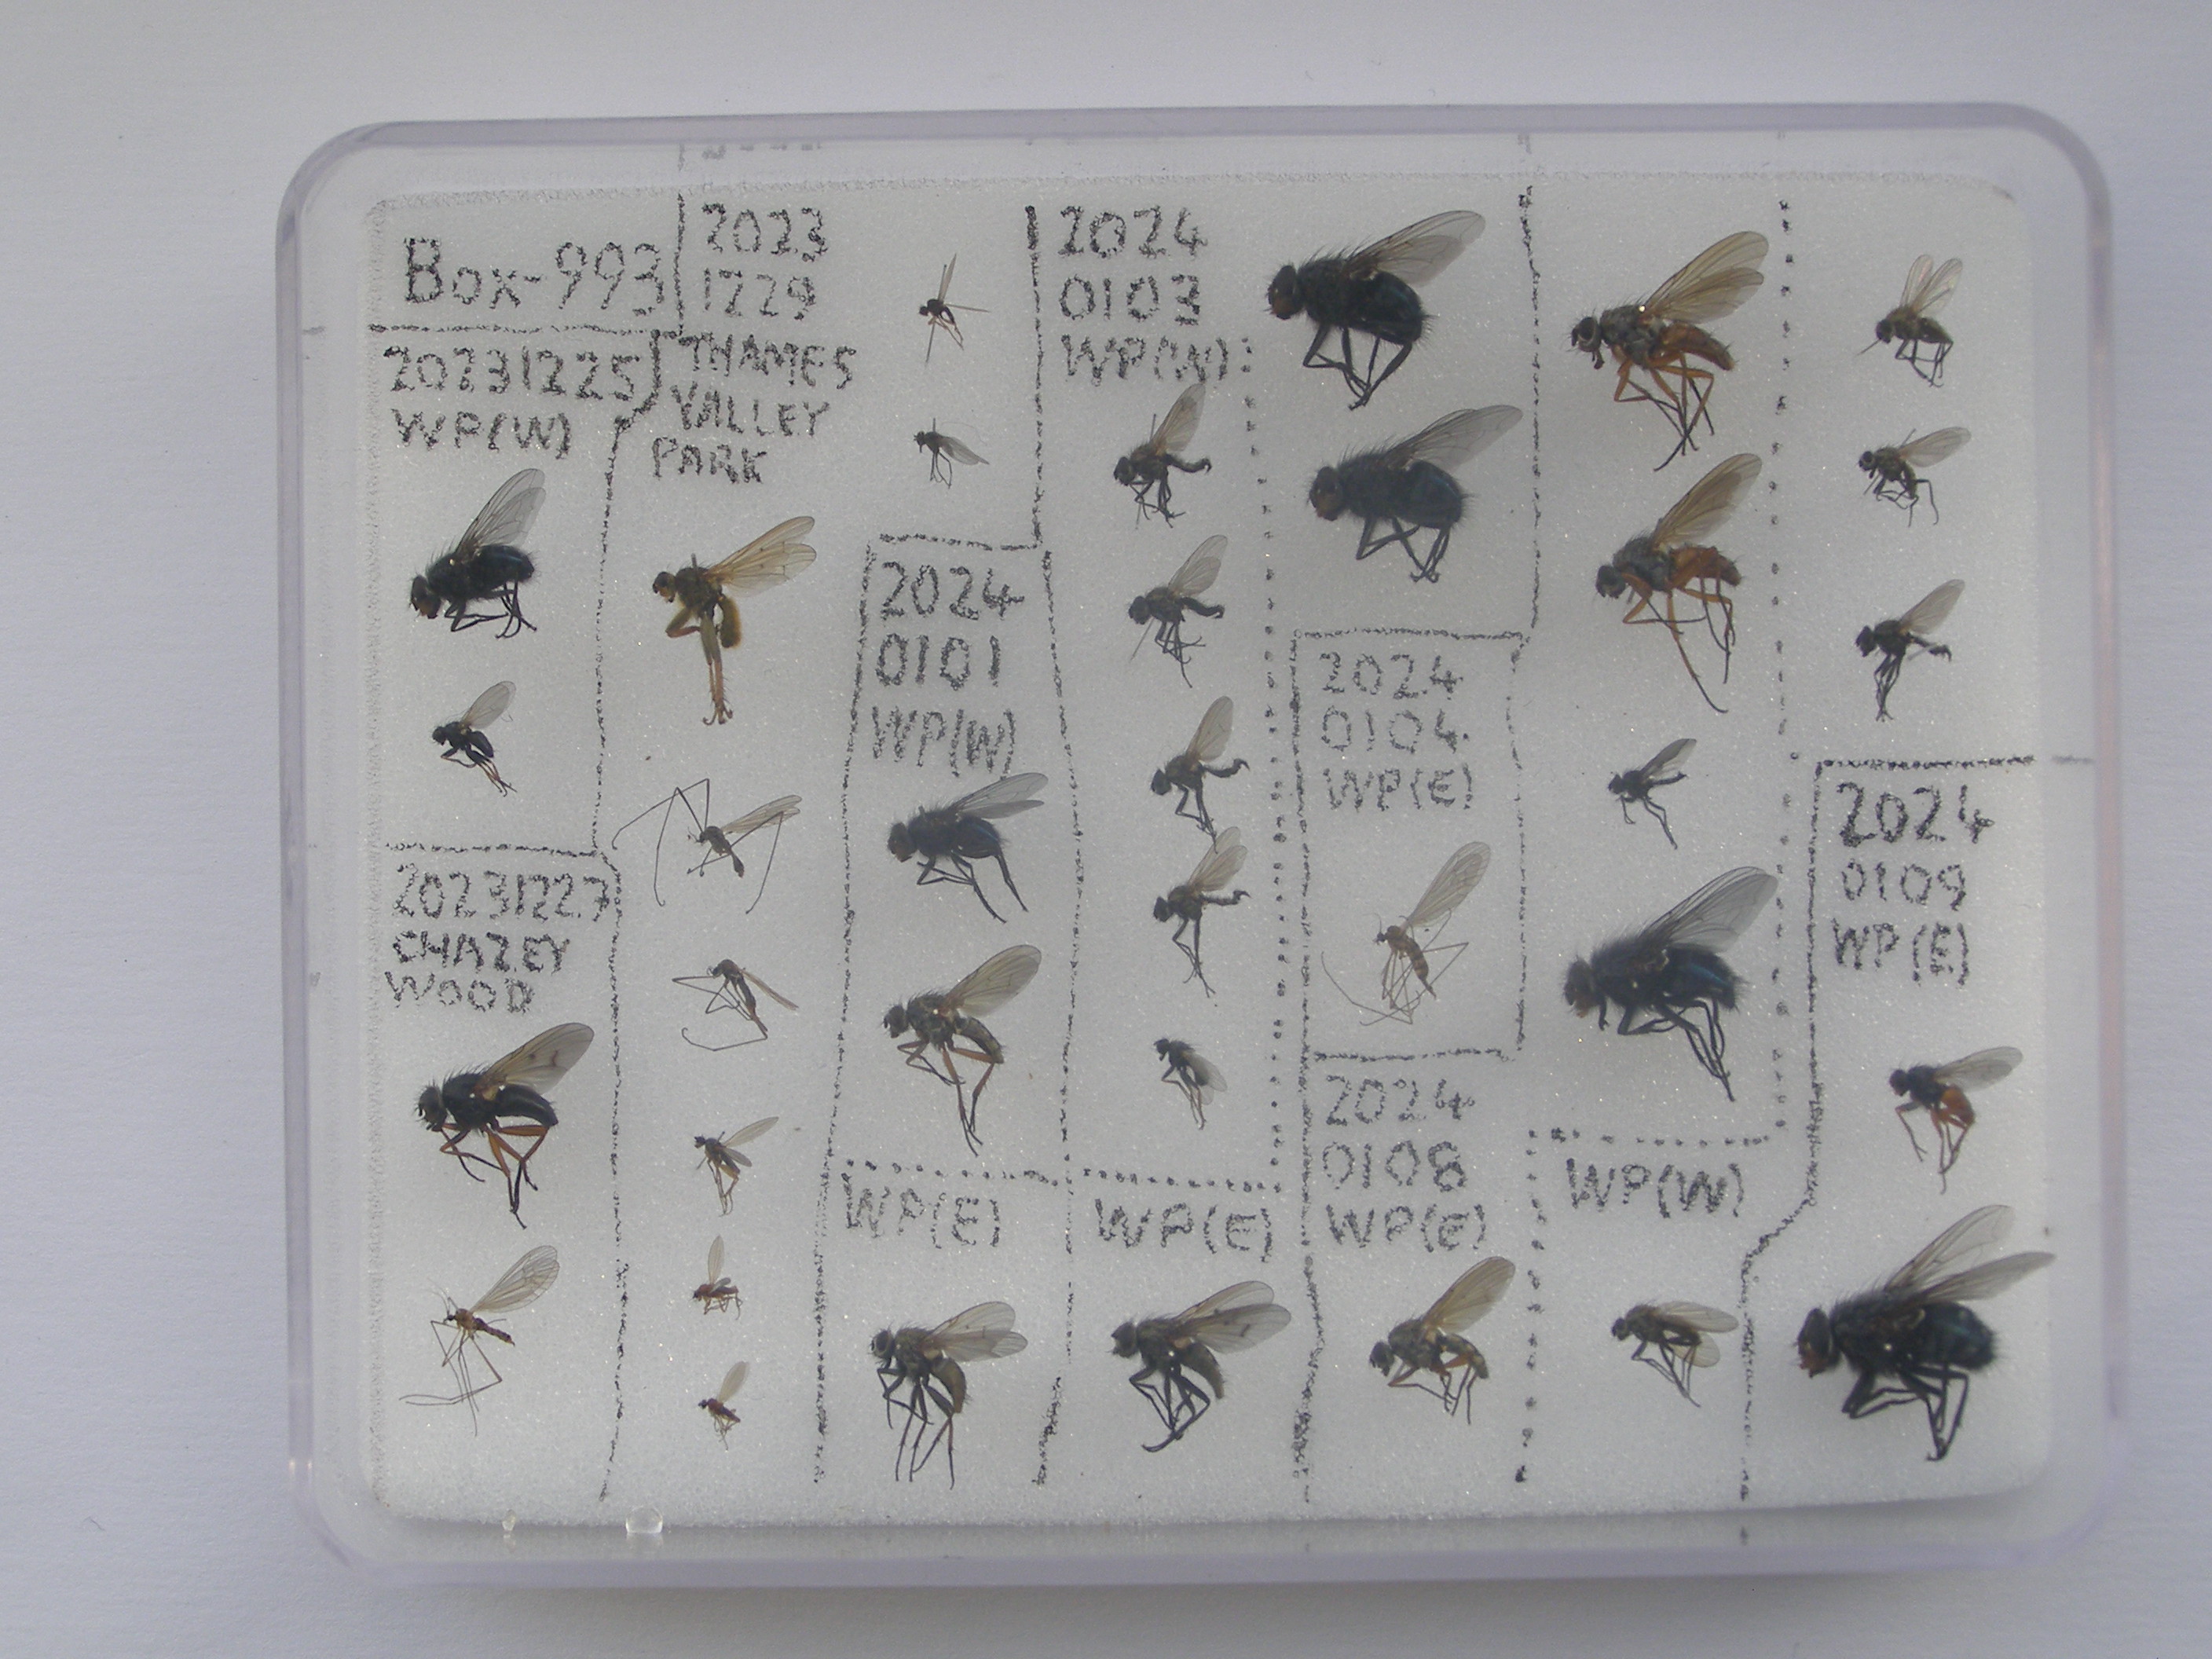 Box-993
20231225
WP(W)
20231227
CHAZEY
WOOD
2023
1229
THAMES
VALLEY
PARK
2024
0101
WP(W)
WP(E)
2024
0103
WP(W)
WP(E)
2024
0104
WP(E)
2024
0108
WP(E)
WP(W)
2024
0109
WP(E)